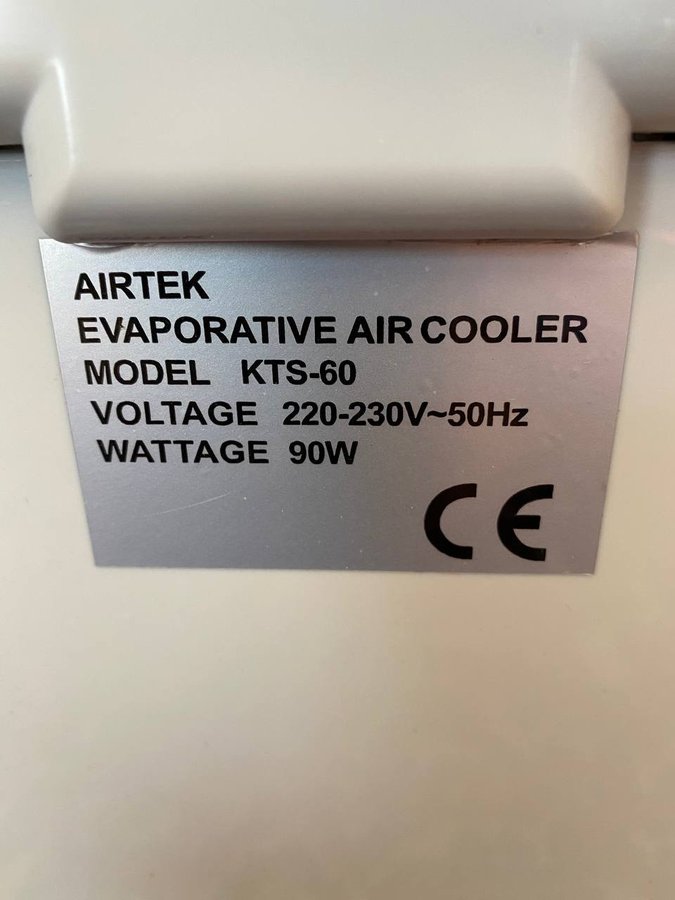 AIRTEK
EVAPORATIVE AIR COOLER
MODEL KTS-60
VOLTAGE 220-230V~50Hz
WATTAGE 90W
CE